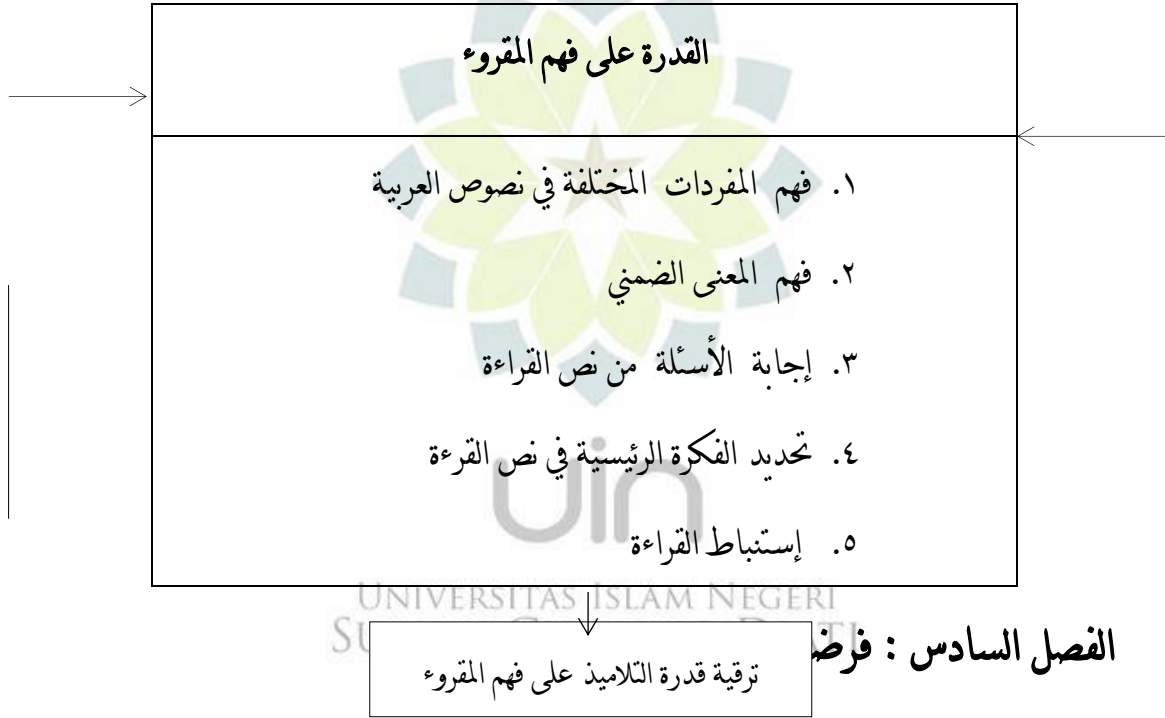 القدرة على فهم المقروء
١. فهم المفردات المختلفة في نصوص العربية
٢. فهم المعنى الضمني
٣. إجابة الأسئلة من نص القراءة
٤. تحديد الفكرة الرئيسية في نص القرءة
٥. إستنباط القراءة
uin
UNIVERSITAS ISLAM NEGERI
الفصل السادس :
ترقية قدرة التلاميذ على فهم المقروء